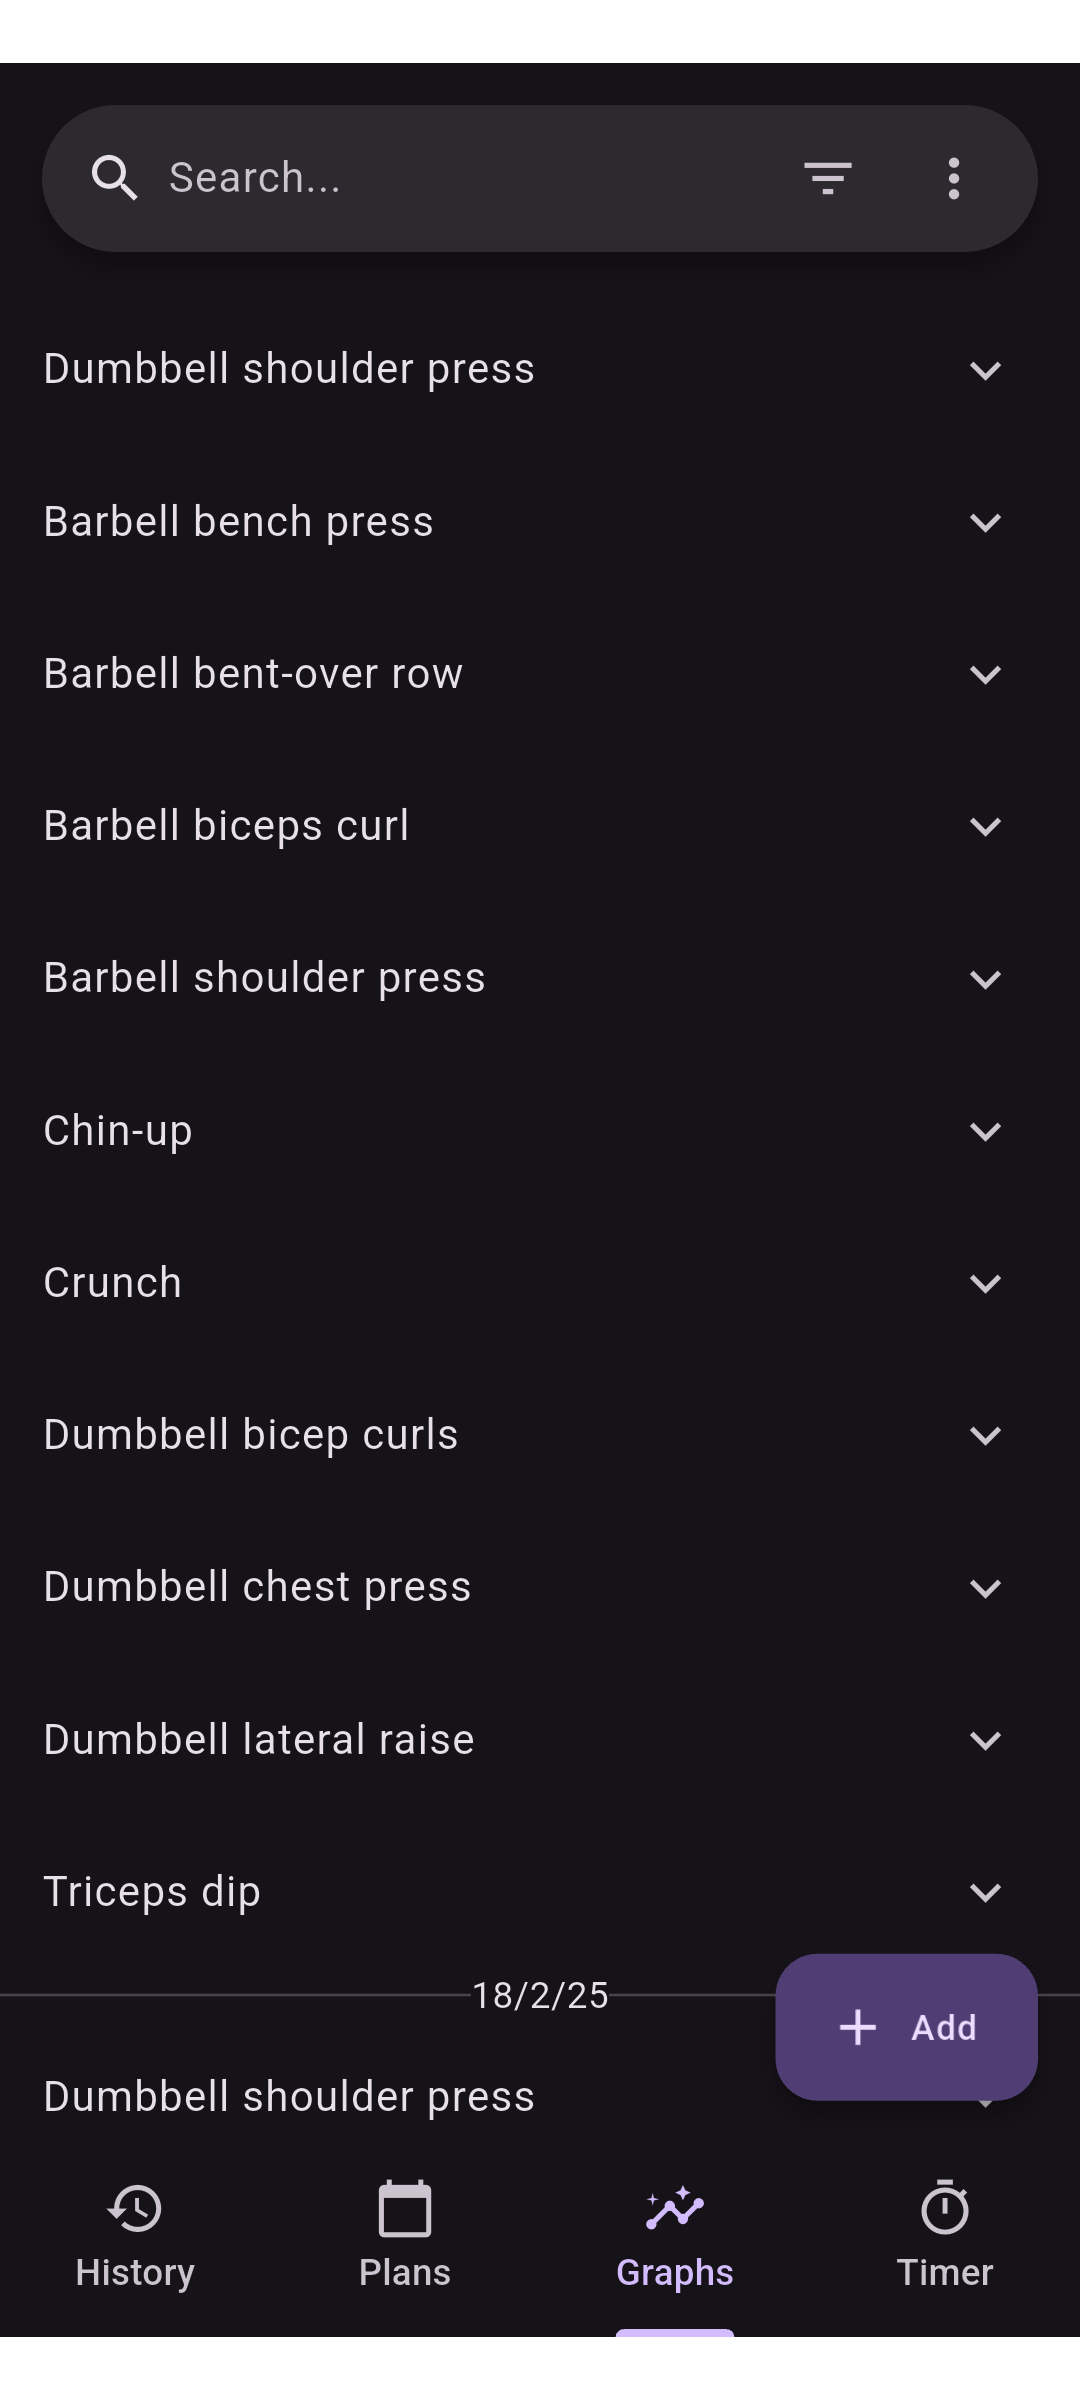 Search...
Dumbbell shoulder press
Barbell bench press
Barbell bent-over row
Barbell biceps curl
Barbell shoulder press
Chin-up
Crunch
Dumbbell bicep curls
Dumbbell chest press
Dumbbell lateral raise
Triceps dip
18/2/25
Add
Dumbbell shoulder press
History
Plans
Graphs
Timer